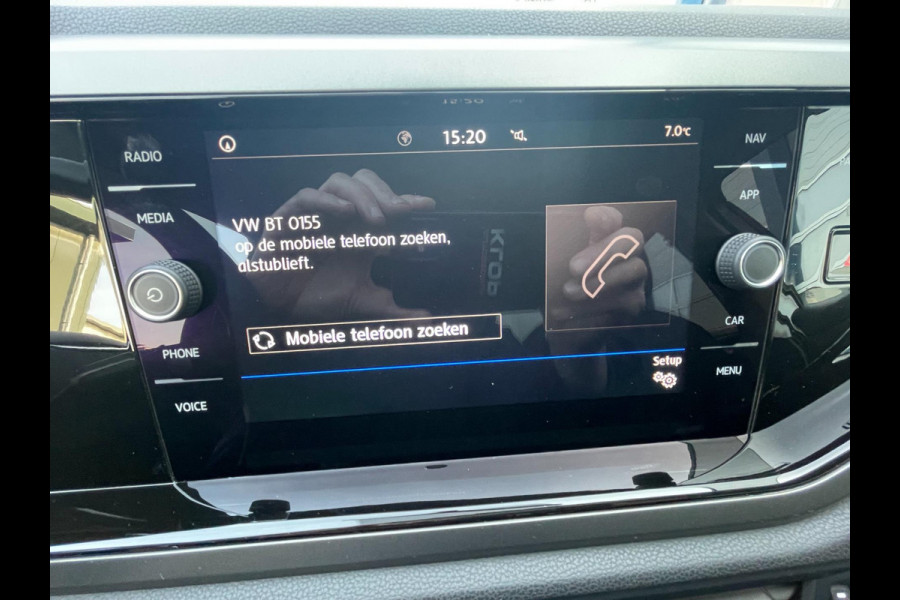 15:20
7.0°C
RADIO
MEDIA
PHONE
VOICE
VW BT 0155
op de mobiele telefoon zoeken,
alstublieft.
Mobiele telefoon zoeken
Setup
NAV
APP
CAR
MENU
Krop